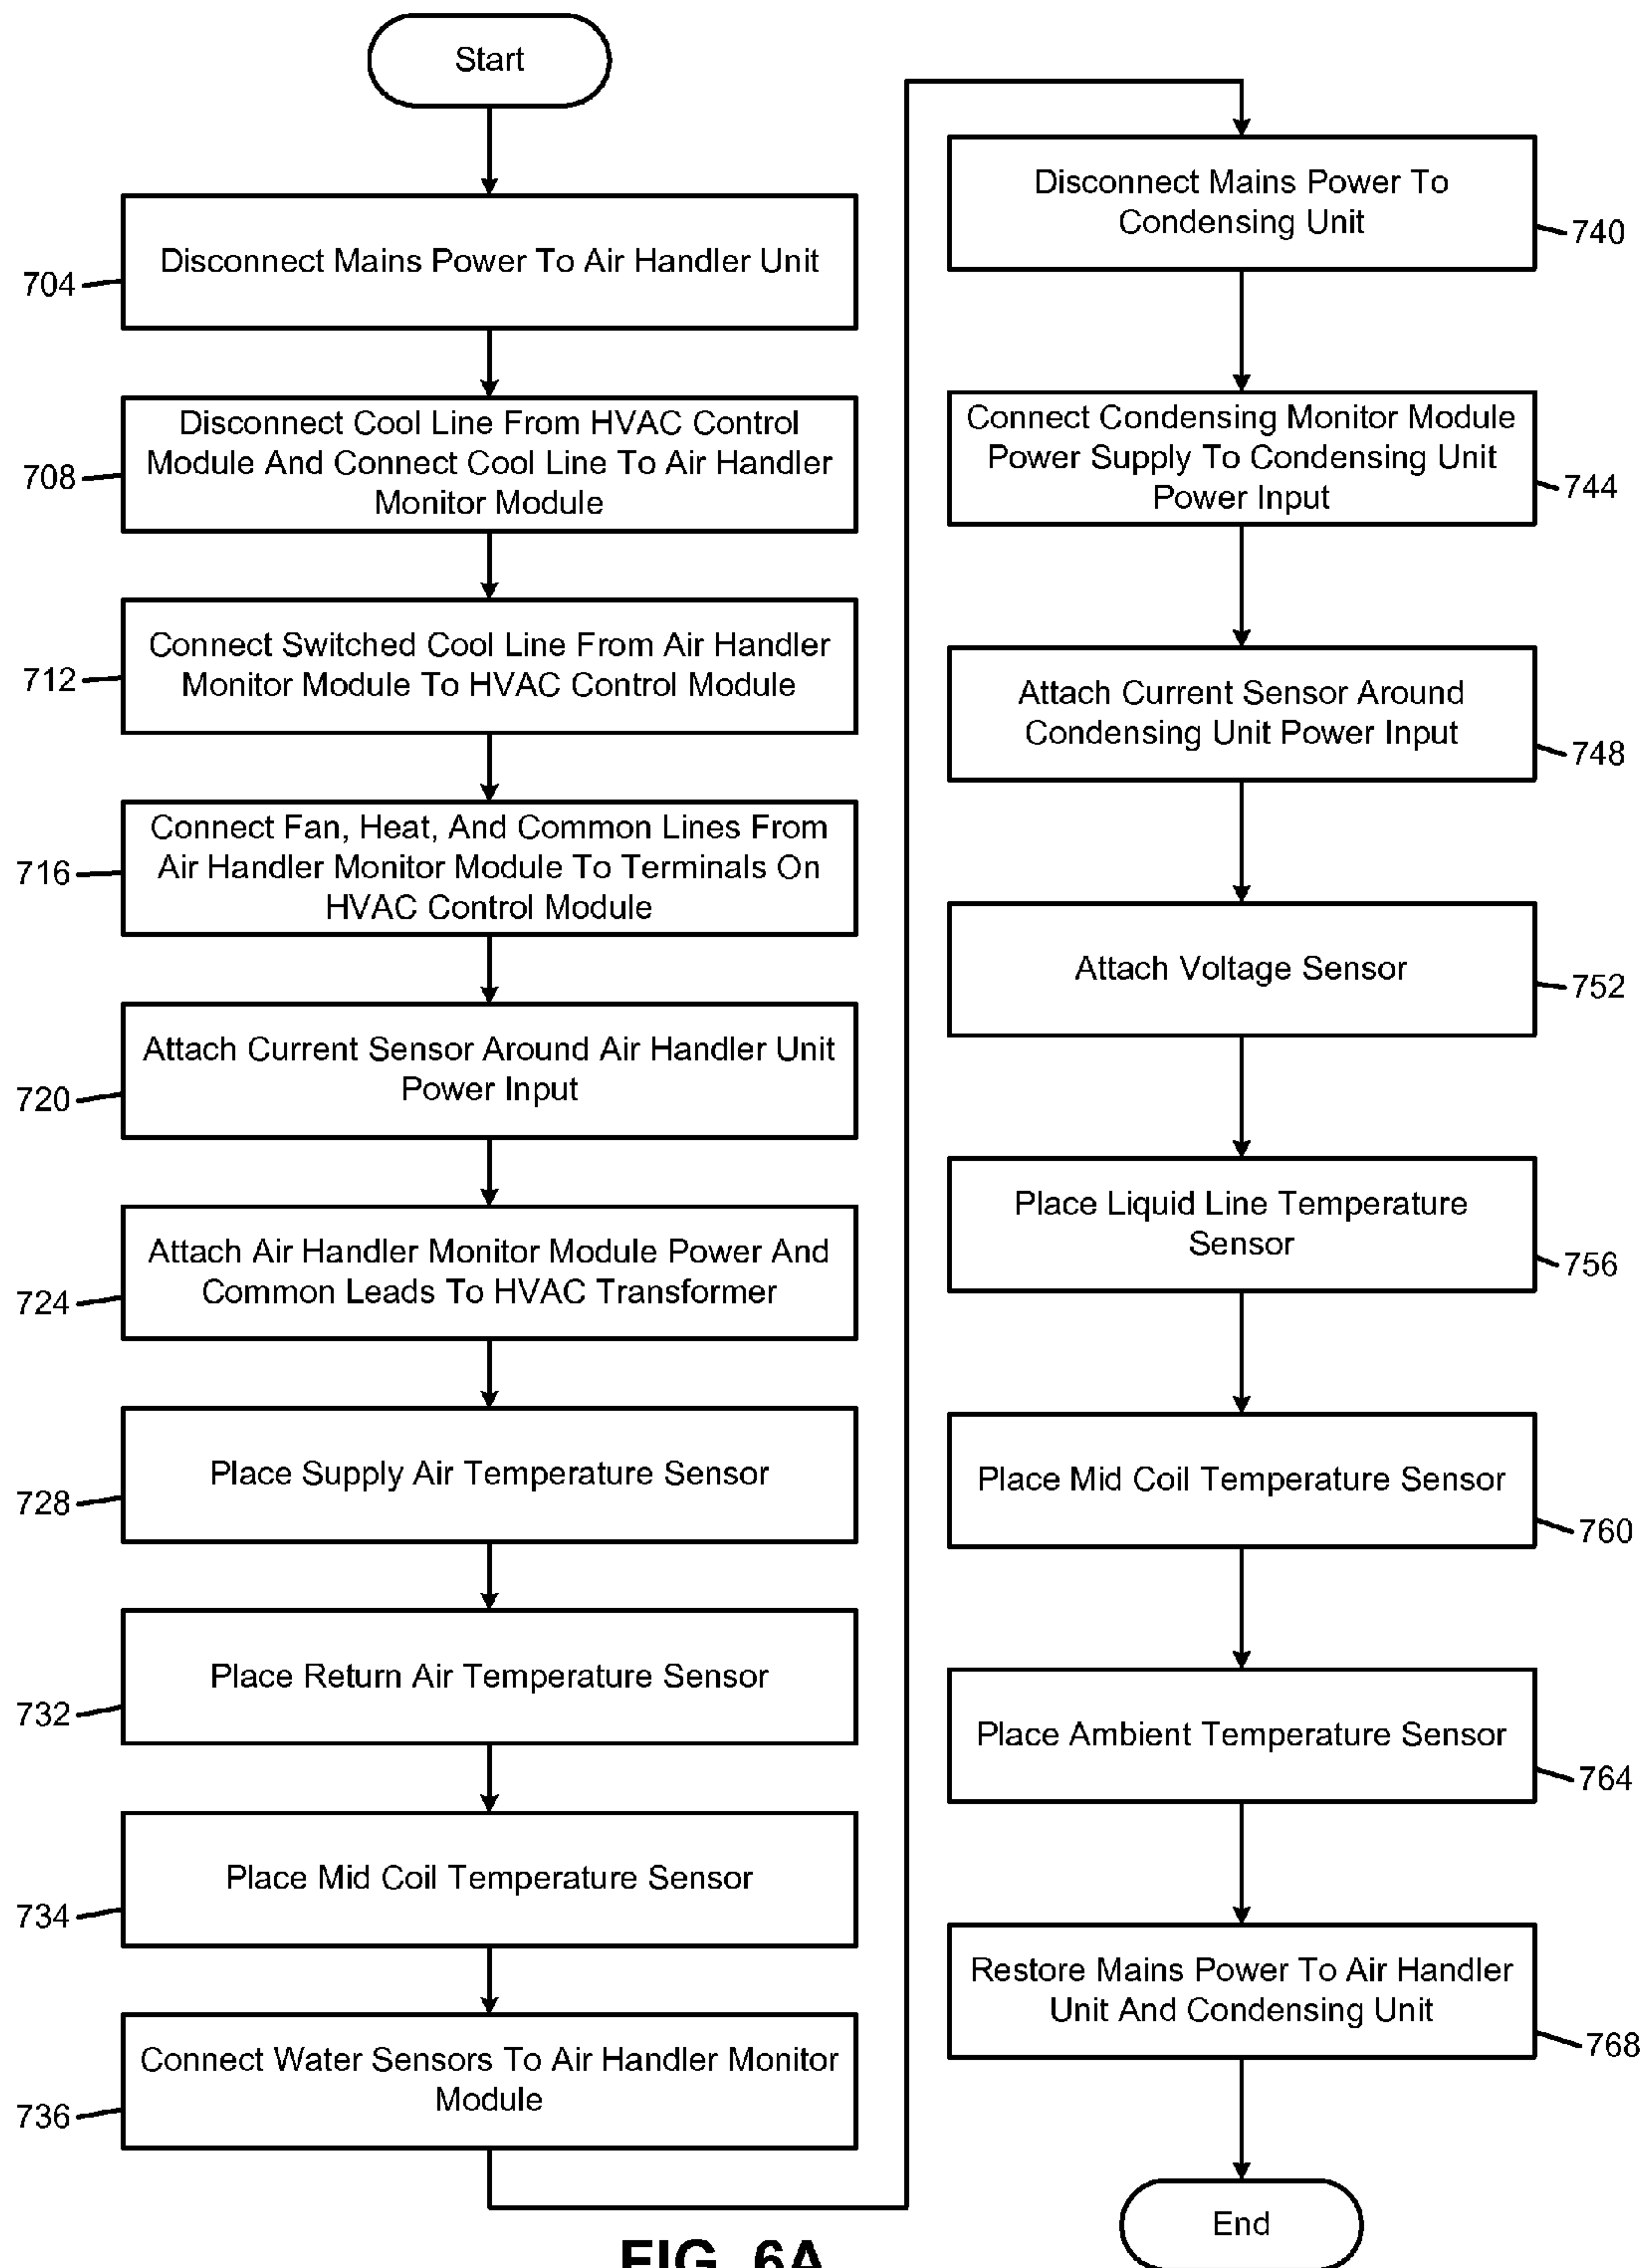 Start
704
Disconnect Mains Power To Air Handler Unit
708
Disconnect Cool Line From HVAC Control
Module And Connect Cool Line To Air Handler
Monitor Module
712
Connect Switched Cool Line From Air Handler
Monitor Module To HVAC Control Module
716
Connect Fan, Heat, And Common Lines From
Air Handler Monitor Module To Terminals On
HVAC Control Module
720
Attach Current Sensor Around Air Handler Unit
Power Input
724
Attach Air Handler Monitor Module Power And
Common Leads To HVAC Transformer
728
Place Supply Air Temperature Sensor
732
Place Return Air Temperature Sensor
734
Place Mid Coil Temperature Sensor
736
Connect Water Sensors To Air Handler Monitor
Module
Disconnect Mains Power To
Condensing Unit
740
Connect Condensing Monitor Module
Power Supply To Condensing Unit
Power Input
744
Attach Current Sensor Around
Condensing Unit Power Input
748
Attach Voltage Sensor
752
Place Liquid Line Temperature
Sensor
756
Place Mid Coil Temperature Sensor
760
Place Ambient Temperature Sensor
764
Restore Mains Power To Air Handler
Unit And Condensing Unit
768
End
FIG. 6A